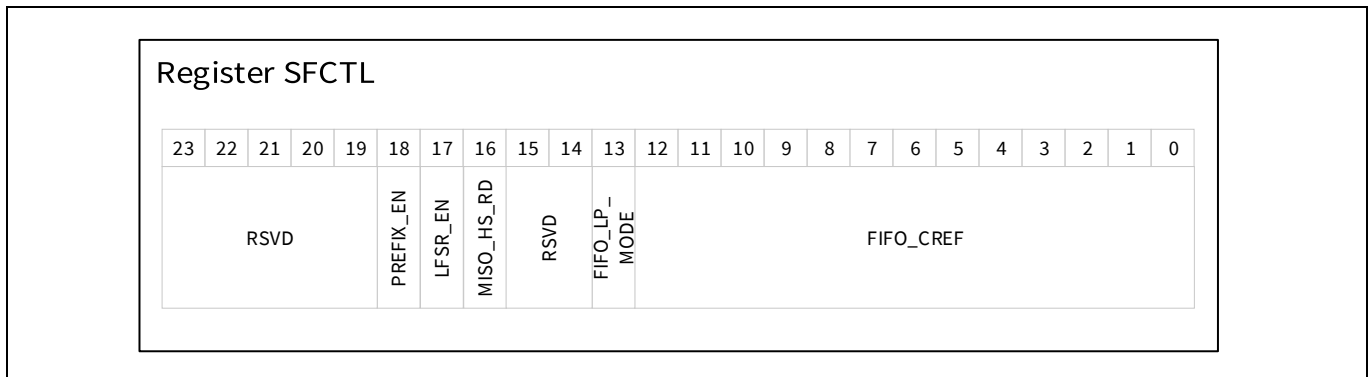 Register SFCTL
23 22 21 20 19 18 17 16 15 14 13 12 11 10 9 8 7 6 5 4 3 2 1 0
RSVD
PREFIX_EN
LFSR_EN
MISO_HS_RD
RSVD
FIFO_LP_
MODE
FIFO_CREF